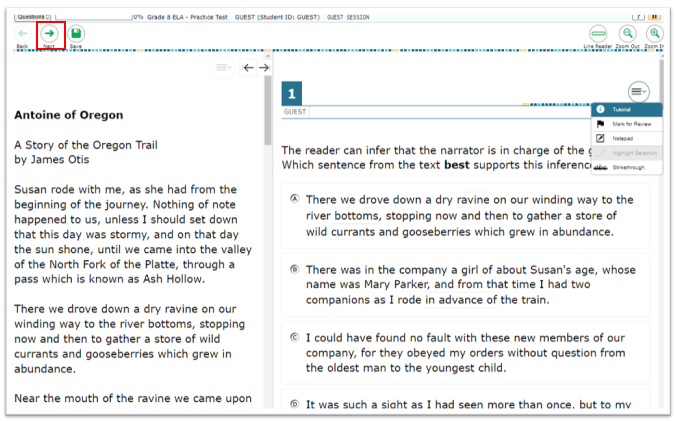 Questions
0% Grade 8 ELA - Practice Test GUEST (Student ID: GUEST) GUEST SESSION
Back Next Save
Line Reader Zoom Out Zoom In
Antoine of Oregon
A Story of the Oregon Trail
by James Otis
Susan rode with me, as she had from the
beginning of the journey. Nothing of note
happened to us, unless I should set down
that this day was stormy, and on that day
the sun shone, until we came into the valley
of the North Fork of the Platte, through a
pass which is known as Ash Hollow.
There we drove down a dry ravine on our
winding way to the river bottoms, stopping
now and then to gather a store of wild
currants and gooseberries which grew in
abundance.
Near the mouth of the ravine we came upon
1
GUEST
Tutorial
Mark for Review
Notepad
Highlight Selection
abc Strikethrough
The reader can infer that the narrator is in charge of the g
Which sentence from the text best supports this inference
A There we drove down a dry ravine on our winding way to the
river bottoms, stopping now and then to gather a store of
wild currants and gooseberries which grew in abundance.
B There was in the company a girl of about Susan's age, whose
name was Mary Parker, and from that time I had two
companions as I rode in advance of the train.
C I could have found no fault with these new members of our
company, for they obeyed my orders without question from
the oldest man to the youngest child.
D It was such a sight as I had seen more than once, but to my